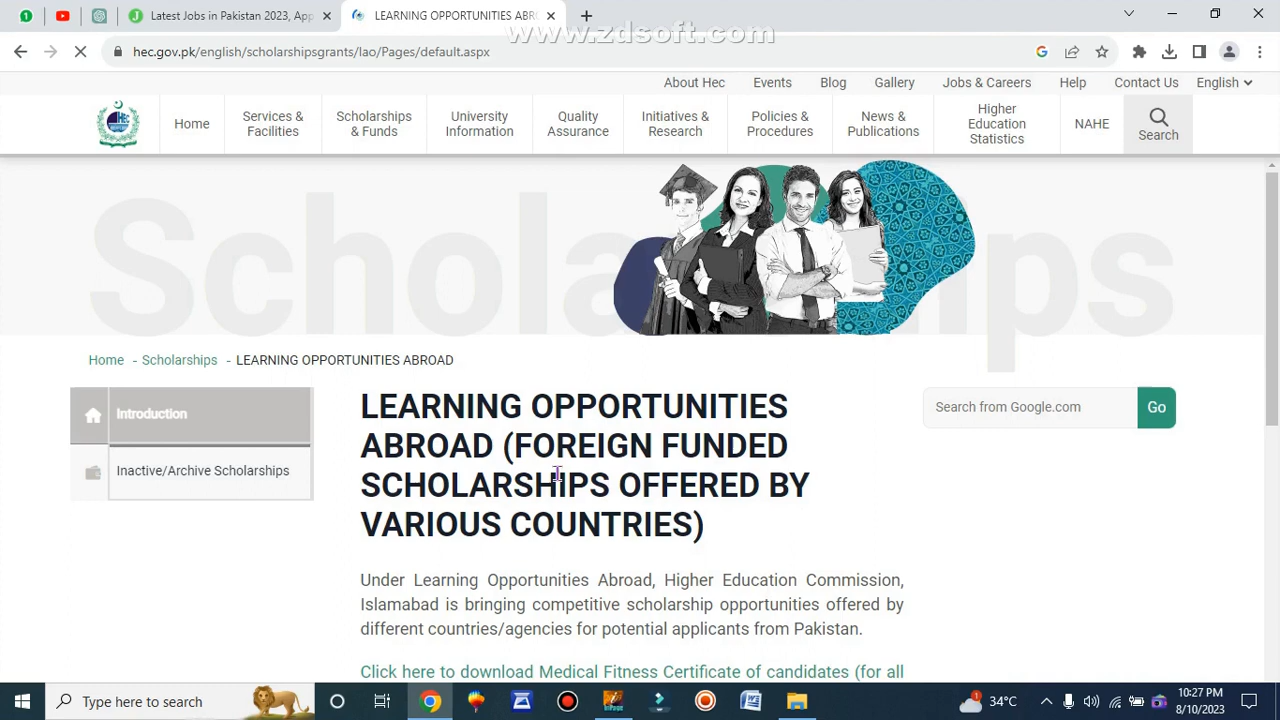 Latest Jobs in Pakistan 2023, App
LEARNING OPPORTUNITIES ABRO
www.zdsoft.com
hec.gov.pk/english/scholarshipsgrants/lao/Pages/default.aspx
About Hec Events Blog Gallery Jobs & Careers Help Contact Us English
Home
Services & Facilities
Scholarships & Funds
University Information
Quality Assurance
Initiatives & Research
Policies & Procedures
News & Publications
Higher Education Statistics
NAHE
Search
Scholarships
Home - Scholarships - LEARNING OPPORTUNITIES ABROAD
Introduction
Inactive/Archive Scholarships
LEARNING OPPORTUNITIES
ABROAD (FOREIGN FUNDED
SCHOLARSHIPS OFFERED BY
VARIOUS COUNTRIES)
Search from Google.com Go
Under Learning Opportunities Abroad, Higher Education Commission,
Islamabad is bringing competitive scholarship opportunities offered by
different countries/agencies for potential applicants from Pakistan.
Click here to download Medical Fitness Certificate of candidates (for all
Type here to search
34°C
10:27 PM
8/10/2023